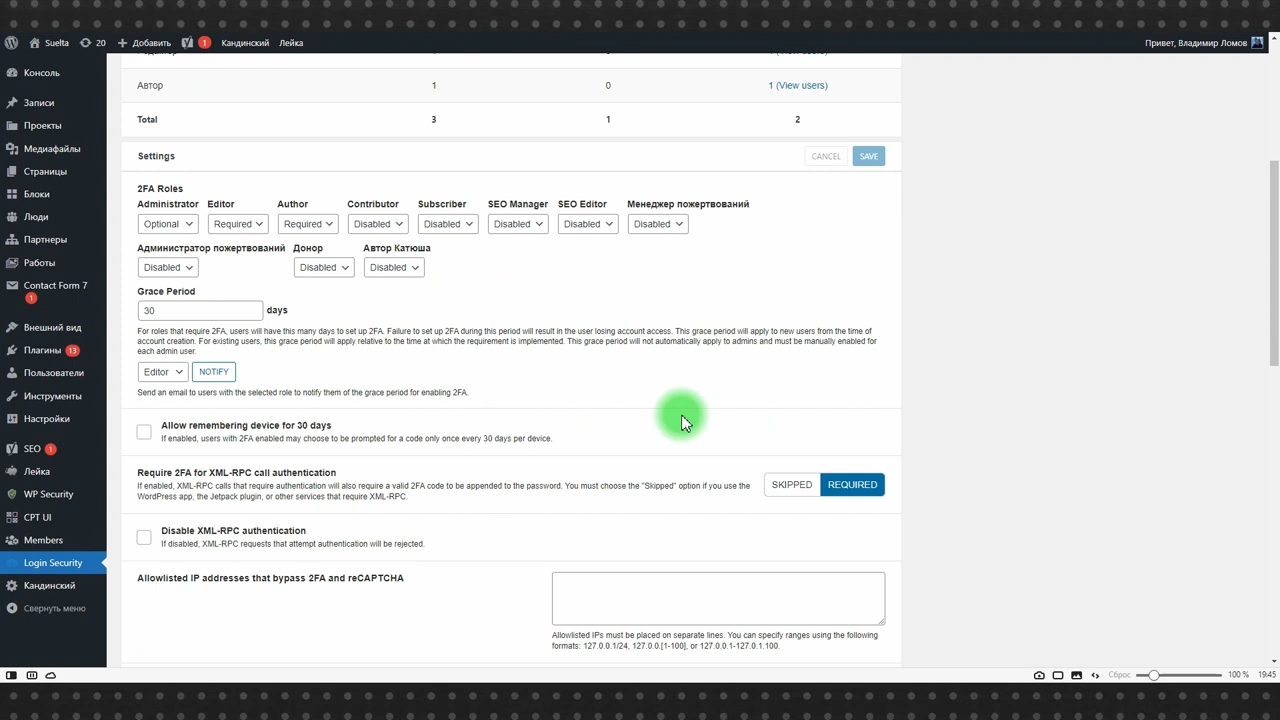 Suelta 20 Добавить 1 Кандинский Лейка Привет, Владимир Ломов
Консоль
Записи
Проекты
Медиафайлы
Страницы
Блоки
Люди
Партнеры
Работы
Contact Form 7
1
Внешний вид
Плагины 13
Пользователи
Инструменты
Настройки
SEO 1
Лейка
WP Security
CPT UI
Members
Login Security
Кандинский
Свернуть меню
Автор 1 0 1 (View users)
Total 3 1 2
Settings CANCEL SAVE
2FA Roles
Administrator Editor Author Contributor Subscriber SEO Manager SEO Editor Менеджер пожертвований
Optional Required Required Disabled Disabled Disabled Disabled Disabled
Администратор пожертвований Донор Автор Катюша
Disabled Disabled Disabled
Grace Period
30 days
For roles that require 2FA, users will have this many days to set up 2FA. Failure to set up 2FA during this period will result in the user losing account access. This grace period will apply to new users from the time of
account creation. For existing users, this grace period will apply relative to the time at which the requirement is implemented. This grace period will not automatically apply to admins and must be manually enabled for
each admin user.
Editor NOTIFY
Send an email to users with the selected role to notify them of the grace period for enabling 2FA.
Allow remembering device for 30 days
If enabled, users with 2FA enabled may choose to be prompted for a code only once every 30 days per device.
Require 2FA for XML-RPC call authentication
If enabled, XML-RPC calls that require authentication will also require a valid 2FA code to be appended to the password. You must choose the "Skipped" option if you use the
WordPress app, the Jetpack plugin, or other services that require XML-RPC.
SKIPPED REQUIRED
Disable XML-RPC authentication
If disabled, XML-RPC requests that attempt authentication will be rejected.
Allowlisted IP addresses that bypass 2FA and reCAPTCHA
Allowlisted IPs must be placed on separate lines. You can specify ranges using the following
formats: 127.0.0.1/24, 127.0.0.[1-100], or 127.0.0.1-127.0.1.100.
Сброс 100 % 19:45